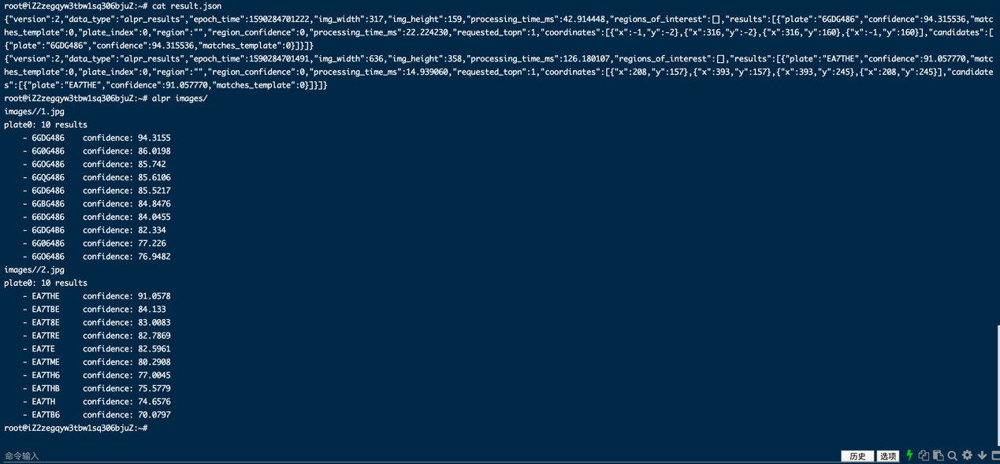 root@iZ2zegqyw3tbw1sq306bjuZ:~# cat result.json
{"version":2,"data_type":"alpr_results","epoch_time":1590284701222,"img_width":317,"img_height":159,"processing_time_ms":42.914448,"regions_of_interest":[],"results":[{"plate":"6GDG486","confidence":94.315536,"matc
hes_template":0,"plate_index":0,"region":"","region_confidence":0,"processing_time_ms":22.224230,"requested_topn":1,"coordinates":[{"x":-1,"y":-2},{"x":316,"y":-2},{"x":316,"y":160},{"x":-1,"y":160}],"candidates":[
{"plate":"6GDG486","confidence":94.315536,"matches_template":0}]}]}
{"version":2,"data_type":"alpr_results","epoch_time":1590284701491,"img_width":636,"img_height":358,"processing_time_ms":126.180107,"regions_of_interest":[],"results":[{"plate":"EA7THE","confidence":91.057770,"matc
hes_template":0,"plate_index":0,"region":"","region_confidence":0,"processing_time_ms":14.939060,"requested_topn":1,"coordinates":[{"x":208,"y":157},{"x":393,"y":157},{"x":393,"y":245},{"x":208,"y":245}],"candidate
s":[{"plate":"EA7THE","confidence":91.057770,"matches_template":0}]}]}
root@iZ2zegqyw3tbw1sq306bjuZ:~# alpr images/
images//1.jpg
plate0: 10 results
- 6GDG486 confidence: 94.3155
- 6G0G486 confidence: 86.0198
- 6GOG486 confidence: 85.742
- 6GQG486 confidence: 85.6106
- 6GD6486 confidence: 85.5217
- 6GBG486 confidence: 84.8476
- 66DG486 confidence: 84.0455
- 6GDG4B6 confidence: 82.334
- 6G06486 confidence: 77.226
- 6GO6486 confidence: 76.9482
images//2.jpg
plate0: 10 results
- EA7THE confidence: 91.0578
- EA7TBE confidence: 84.133
- EA7T8E confidence: 83.0083
- EA7TRE confidence: 82.7869
- EA7TE confidence: 82.5961
- EA7TME confidence: 80.2908
- EA7TH6 confidence: 77.0045
- EA7THB confidence: 75.5779
- EA7TH confidence: 74.6576
- EA7TB6 confidence: 70.0797
root@iZ2zegqyw3tbw1sq306bjuZ:~#
命令输入 历史 选项